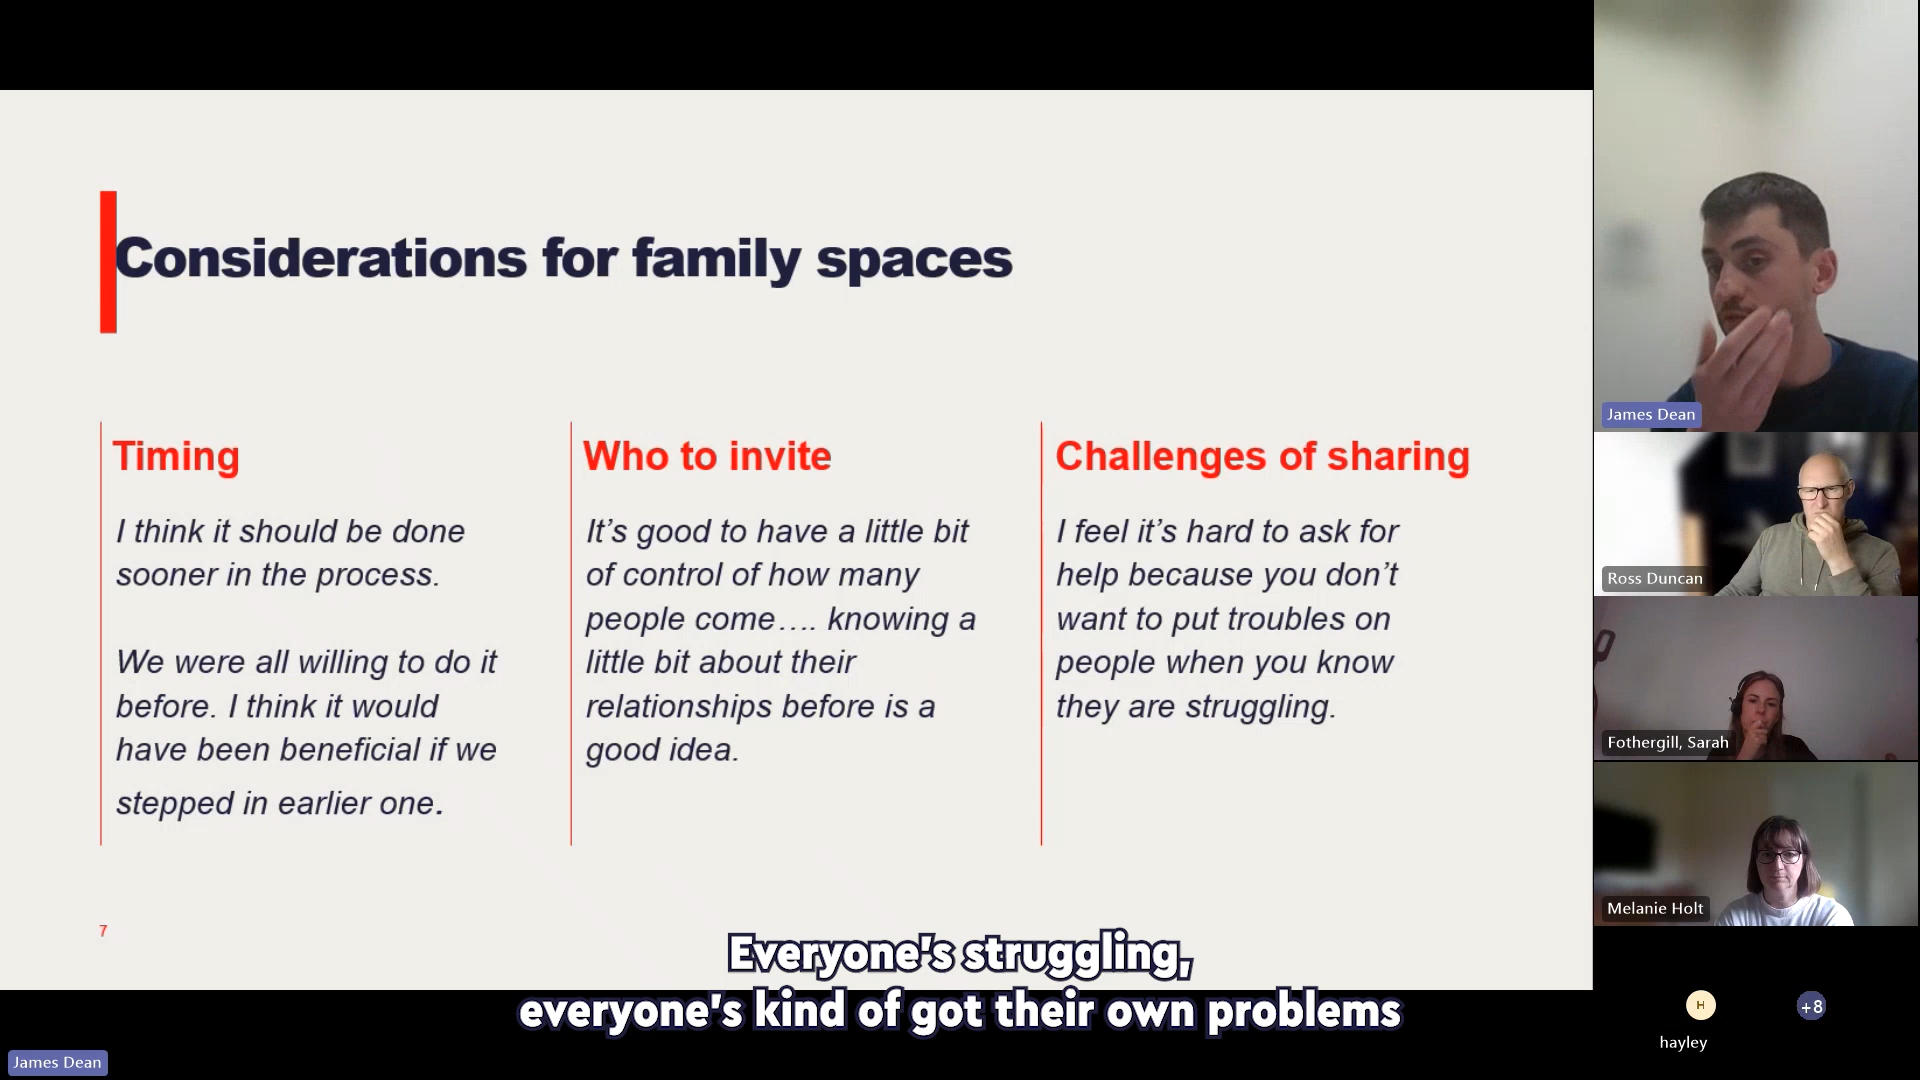 Considerations for family spaces
Timing
I think it should be done
sooner in the process.
We were all willing to do it
before. I think it would
have been beneficial if we
stepped in earlier one.
Who to invite
It’s good to have a little bit
of control of how many
people come…. knowing a
little bit about their
relationships before is a
good idea.
Challenges of sharing
I feel it’s hard to ask for
help because you don’t
want to put troubles on
people when you know
they are struggling.
7
Everyone's struggling,
everyone's kind of got their own problems
James Dean
James Dean
Ross Duncan
Fothergill, Sarah
Melanie Holt
H
hayley
+8